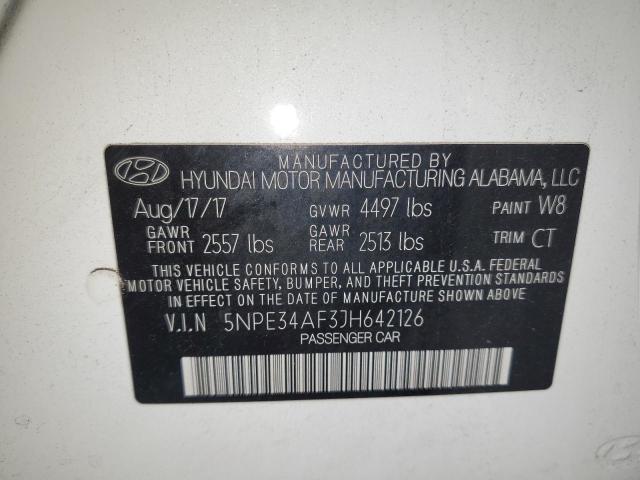 MANUFACTURED BY
HYUNDAI MOTOR MANUFACTURING ALABAMA, LLC
Aug/17/17 GVWR 4497 lbs PAINT W8
GAWR FRONT 2557 lbs GAWR REAR 2513 lbs TRIM CT
THIS VEHICLE CONFORMS TO ALL APPLICABLE U.S.A. FEDERAL
MOTOR VEHICLE SAFETY, BUMPER, AND THEFT PREVENTION STANDARDS
IN EFFECT ON THE DATE OF MANUFACTURE SHOWN ABOVE.
V.I.N 5NPE34AF3JH642126
PASSENGER CAR